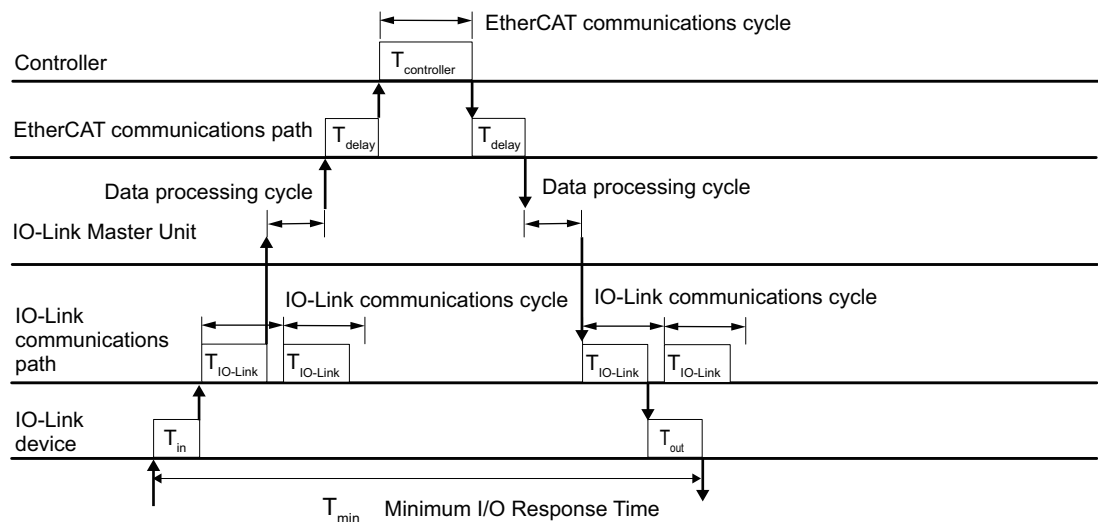 EtherCAT communications cycle
Controller
T controller
EtherCAT communications path
T delay
T delay
Data processing cycle
Data processing cycle
IO-Link Master Unit
IO-Link communications cycle
IO-Link communications cycle
IO-Link
communications
path
T IO-Link
T IO-Link
T IO-Link
T IO-Link
IO-Link
device
T in
T out
T min Minimum I/O Response Time